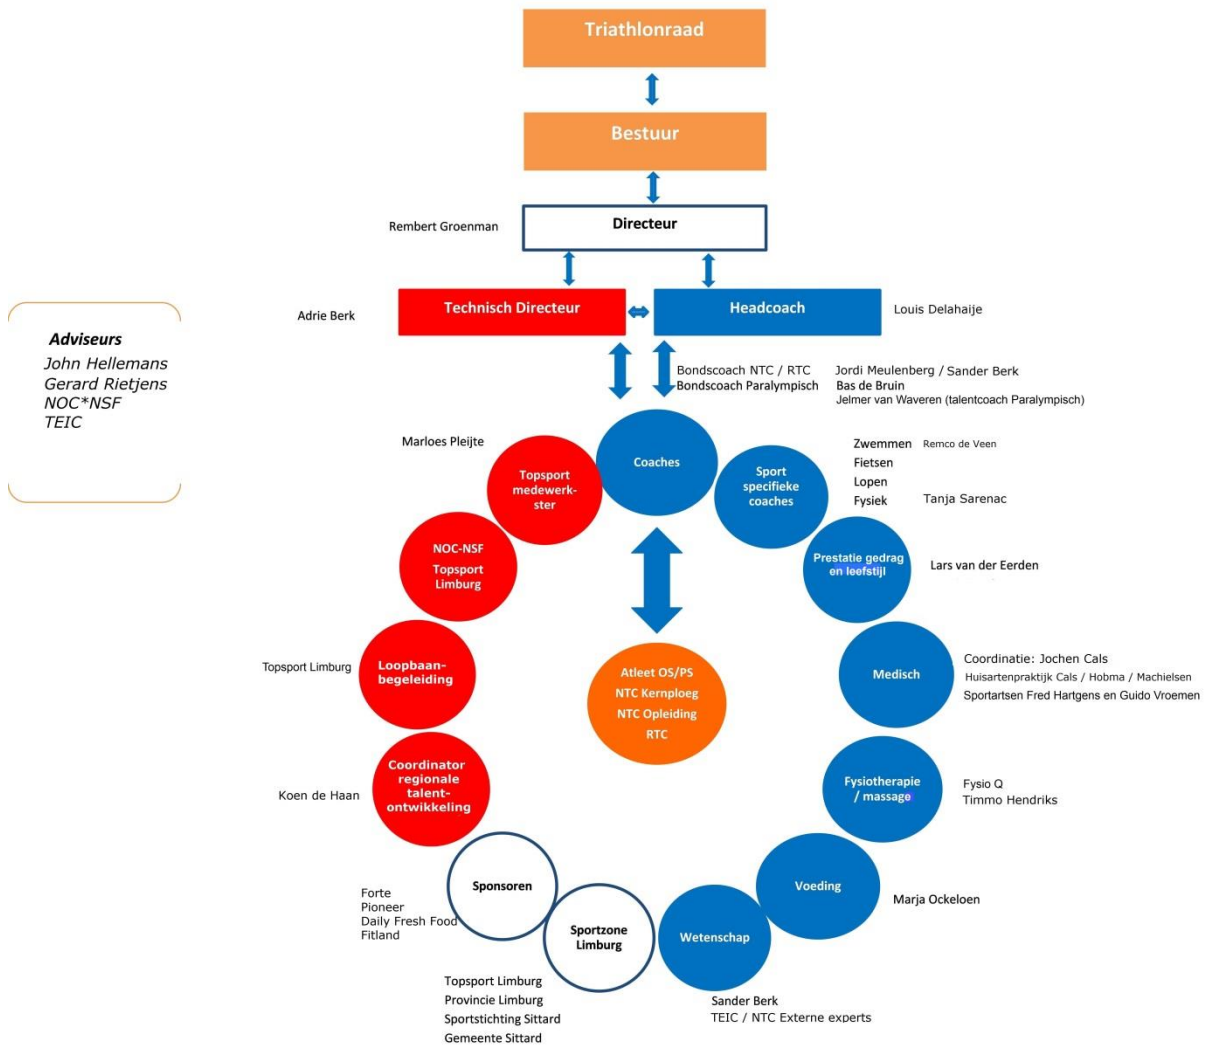 Triathlonraad
Bestuur
Rembert Groenman
Directeur
Adrie Berk
Technisch Directeur
Headcoach
Louis Delahaije
Adviseurs
John Hellemans
Gerard Rietjens
NOC*NSF
TEIC
Bondscoach NTC / RTC
Jordi Meulenberg / Sander Berk
Bondscoach Paralympisch
Bas de Bruin
Jelmer van Waveren (talentcoach Paralympisch)
Marloes Pleijte
Topsport
medewerk-
ster
Coaches
Sport
specifieke
coaches
Zwemmen
Remco de Veen
Fietsen
Lopen
Fysiek
Tanja Sarenac
NOC-NSF
Topsport
Limburg
Prestatie gedrag
en leefstijl
Lars van der Eerden
Topsport Limburg
Loopbaan-
begeleiding
Atleet OS/PS
NTC Kernploeg
NTC Opleiding
RTC
Medisch
Coordinatie: Jochen Cals
Huisartenpraktijk Cals / Hobma / Machielsen
Sportartsen Fred Hartgens en Guido Vroemen
Koen de Haan
Coordinator
regionale
talent-
ontwikkeling
Fysiotherapie
/ massage
Fysio Q
Timmo Hendriks
Forte
Pioneer
Daily Fresh Food
Fitland
Sponsoren
Sportzone
Limburg
Wetenschap
Voeding
Marja Ockeloen
Topsport Limburg
Provincie Limburg
Sportstichting Sittard
Gemeente Sittard
Sander Berk
TEIC / NTC Externe experts